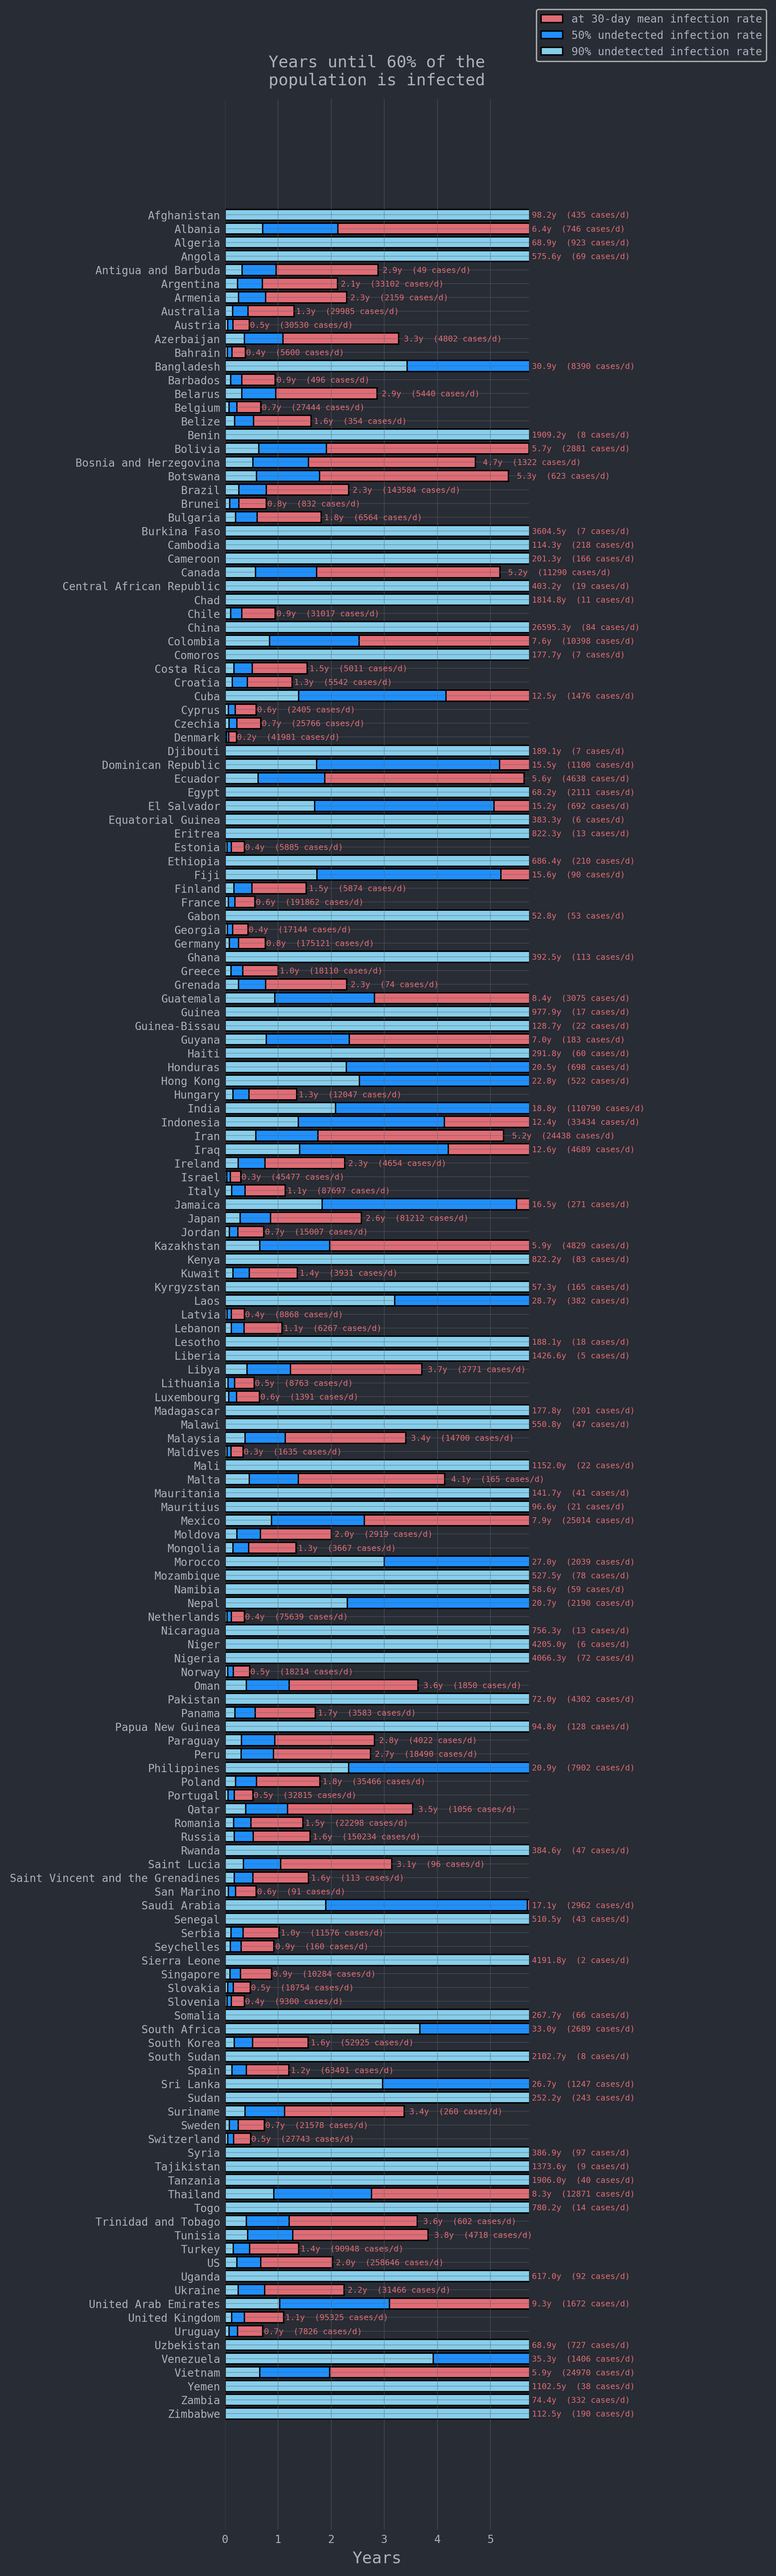 at 30-day mean infection rate
50% undetected infection rate
90% undetected infection rate
Years until 60% of the
population is infected
Afghanistan 98.2y (435 cases/d)
Albania 6.4y (746 cases/d)
Algeria 68.9y (923 cases/d)
Angola 575.6y (69 cases/d)
Antigua and Barbuda 2.9y (49 cases/d)
Argentina 2.1y (33102 cases/d)
Armenia 2.3y (2159 cases/d)
Australia 1.3y (29985 cases/d)
Austria 0.5y (30530 cases/d)
Azerbaijan 3.3y (4802 cases/d)
Bahrain 0.4y (5600 cases/d)
Bangladesh 30.9y (8390 cases/d)
Barbados 0.9y (496 cases/d)
Belarus 2.9y (5440 cases/d)
Belgium 0.7y (27444 cases/d)
Belize 1.6y (354 cases/d)
Benin 1909.2y (8 cases/d)
Bolivia 5.7y (2881 cases/d)
Bosnia and Herzegovina 4.7y (1322 cases/d)
Botswana 5.3y (623 cases/d)
Brazil 2.3y (143584 cases/d)
Brunei 0.8y (832 cases/d)
Bulgaria 1.8y (6564 cases/d)
Burkina Faso 3604.5y (7 cases/d)
Cambodia 114.3y (218 cases/d)
Cameroon 201.3y (166 cases/d)
Canada 5.2y (11290 cases/d)
Central African Republic 403.2y (19 cases/d)
Chad 1814.8y (11 cases/d)
Chile 0.9y (31017 cases/d)
China 26595.3y (84 cases/d)
Colombia 7.6y (10398 cases/d)
Comoros 177.7y (7 cases/d)
Costa Rica 1.5y (5011 cases/d)
Croatia 1.3y (5542 cases/d)
Cuba 12.5y (1476 cases/d)
Cyprus 0.6y (2405 cases/d)
Czechia 0.7y (25766 cases/d)
Denmark 0.2y (41981 cases/d)
Djibouti 189.1y (7 cases/d)
Dominican Republic 15.5y (1100 cases/d)
Ecuador 5.6y (4638 cases/d)
Egypt 68.2y (2111 cases/d)
El Salvador 15.2y (692 cases/d)
Equatorial Guinea 383.3y (6 cases/d)
Eritrea 822.3y (13 cases/d)
Estonia 0.4y (5885 cases/d)
Ethiopia 686.4y (210 cases/d)
Fiji 15.6y (90 cases/d)
Finland 1.5y (5874 cases/d)
France 0.6y (191862 cases/d)
Gabon 52.8y (53 cases/d)
Georgia 0.4y (17144 cases/d)
Germany 0.8y (175121 cases/d)
Ghana 392.5y (113 cases/d)
Greece 1.0y (18110 cases/d)
Grenada 2.3y (74 cases/d)
Guatemala 8.4y (3075 cases/d)
Guinea 977.9y (17 cases/d)
Guinea-Bissau 128.7y (22 cases/d)
Guyana 7.0y (183 cases/d)
Haiti 291.8y (60 cases/d)
Honduras 20.5y (698 cases/d)
Hong Kong 22.8y (522 cases/d)
Hungary 1.3y (12047 cases/d)
India 18.8y (110790 cases/d)
Indonesia 12.4y (33434 cases/d)
Iran 5.2y (24438 cases/d)
Iraq 12.6y (4689 cases/d)
Ireland 2.3y (4654 cases/d)
Israel 0.3y (45477 cases/d)
Italy 1.1y (87697 cases/d)
Jamaica 16.5y (271 cases/d)
Japan 2.6y (81212 cases/d)
Jordan 0.7y (15007 cases/d)
Kazakhstan 5.9y (4829 cases/d)
Kenya 822.2y (83 cases/d)
Kuwait 1.4y (3931 cases/d)
Kyrgyzstan 57.3y (165 cases/d)
Laos 28.7y (382 cases/d)
Latvia 0.4y (8868 cases/d)
Lebanon 1.1y (6267 cases/d)
Lesotho 188.1y (18 cases/d)
Liberia 1426.6y (5 cases/d)
Libya 3.7y (2771 cases/d)
Lithuania 0.5y (8763 cases/d)
Luxembourg 0.6y (1391 cases/d)
Madagascar 177.8y (201 cases/d)
Malawi 550.8y (47 cases/d)
Malaysia 3.4y (14700 cases/d)
Maldives 0.3y (1635 cases/d)
Mali 1152.0y (22 cases/d)
Malta 4.1y (165 cases/d)
Mauritania 141.7y (41 cases/d)
Mauritius 96.6y (21 cases/d)
Mexico 7.9y (25014 cases/d)
Moldova 2.0y (2919 cases/d)
Mongolia 1.3y (3667 cases/d)
Morocco 27.0y (2039 cases/d)
Mozambique 527.5y (78 cases/d)
Namibia 58.6y (59 cases/d)
Nepal 20.7y (2190 cases/d)
Netherlands 0.4y (75639 cases/d)
Nicaragua 756.3y (13 cases/d)
Niger 4205.0y (6 cases/d)
Nigeria 4066.3y (72 cases/d)
Norway 0.5y (18214 cases/d)
Oman 3.6y (1850 cases/d)
Pakistan 72.0y (4302 cases/d)
Panama 1.7y (3583 cases/d)
Papua New Guinea 94.8y (128 cases/d)
Paraguay 2.8y (4022 cases/d)
Peru 2.7y (18490 cases/d)
Philippines 20.9y (7902 cases/d)
Poland 1.8y (35466 cases/d)
Portugal 0.5y (32815 cases/d)
Qatar 3.5y (1056 cases/d)
Romania 1.5y (22298 cases/d)
Russia 1.6y (150234 cases/d)
Rwanda 384.6y (47 cases/d)
Saint Lucia 3.1y (96 cases/d)
Saint Vincent and the Grenadines 1.6y (113 cases/d)
San Marino 0.6y (91 cases/d)
Saudi Arabia 17.1y (2962 cases/d)
Senegal 510.5y (43 cases/d)
Serbia 1.0y (11576 cases/d)
Seychelles 0.9y (160 cases/d)
Sierra Leone 4191.8y (2 cases/d)
Singapore 0.9y (10284 cases/d)
Slovakia 0.5y (18754 cases/d)
Slovenia 0.4y (9300 cases/d)
Somalia 267.7y (66 cases/d)
South Africa 33.0y (2689 cases/d)
South Korea 1.6y (52925 cases/d)
South Sudan 2102.7y (8 cases/d)
Spain 1.2y (63491 cases/d)
Sri Lanka 26.7y (1247 cases/d)
Sudan 252.2y (243 cases/d)
Suriname 3.4y (260 cases/d)
Sweden 0.7y (21578 cases/d)
Switzerland 0.5y (27743 cases/d)
Syria 386.9y (97 cases/d)
Tajikistan 1373.6y (9 cases/d)
Tanzania 1906.0y (40 cases/d)
Thailand 8.3y (12871 cases/d)
Togo 780.2y (14 cases/d)
Trinidad and Tobago 3.6y (602 cases/d)
Tunisia 3.8y (4718 cases/d)
Turkey 1.4y (90948 cases/d)
US 2.0y (258646 cases/d)
Uganda 617.0y (92 cases/d)
Ukraine 2.2y (31466 cases/d)
United Arab Emirates 9.3y (1672 cases/d)
United Kingdom 1.1y (95325 cases/d)
Uruguay 0.7y (7826 cases/d)
Uzbekistan 68.9y (727 cases/d)
Venezuela 35.3y (1406 cases/d)
Vietnam 5.9y (24970 cases/d)
Yemen 1102.5y (38 cases/d)
Zambia 74.4y (332 cases/d)
Zimbabwe 112.5y (190 cases/d)
0 1 2 3 4 5
Years